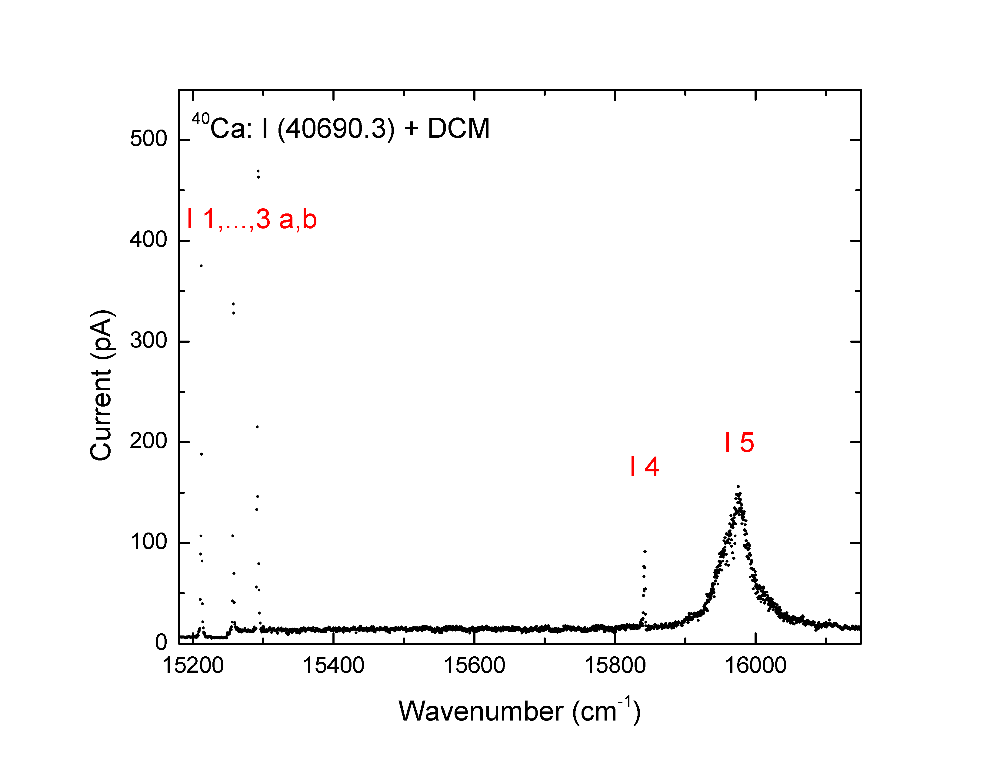 ⁴⁰Ca: I (40690.3) + DCM
500
I 1,...,3 a,b
400
300
Current (pA)
200
I 5
I 4
100
0
15200 15400 15600 15800 16000
Wavenumber (cm⁻¹)